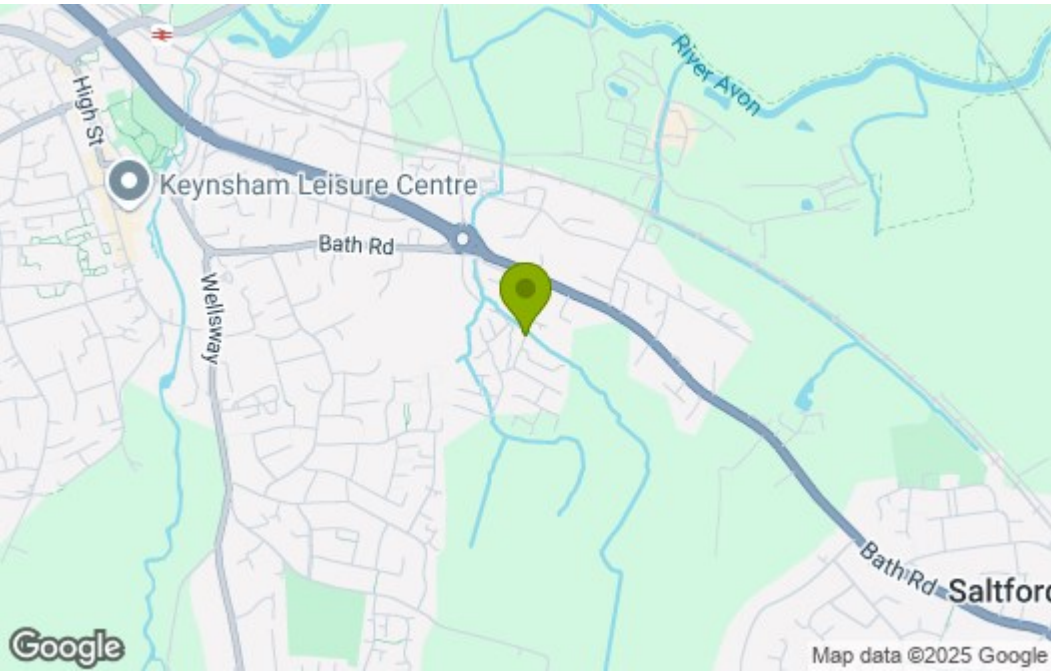 River Avon
High St
Keynsham Leisure Centre
Bath Rd
Wellsway
Bath Rd
Saltford
Google
Map data ©2025 Google